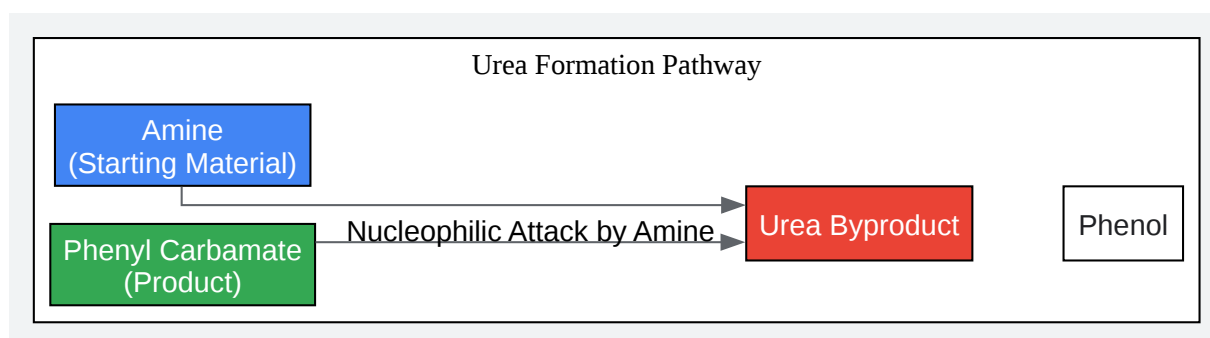 Urea Formation Pathway
Amine
(Starting Material)
Phenyl Carbamate
(Product)
Nucleophilic Attack by Amine
Urea Byproduct
Phenol